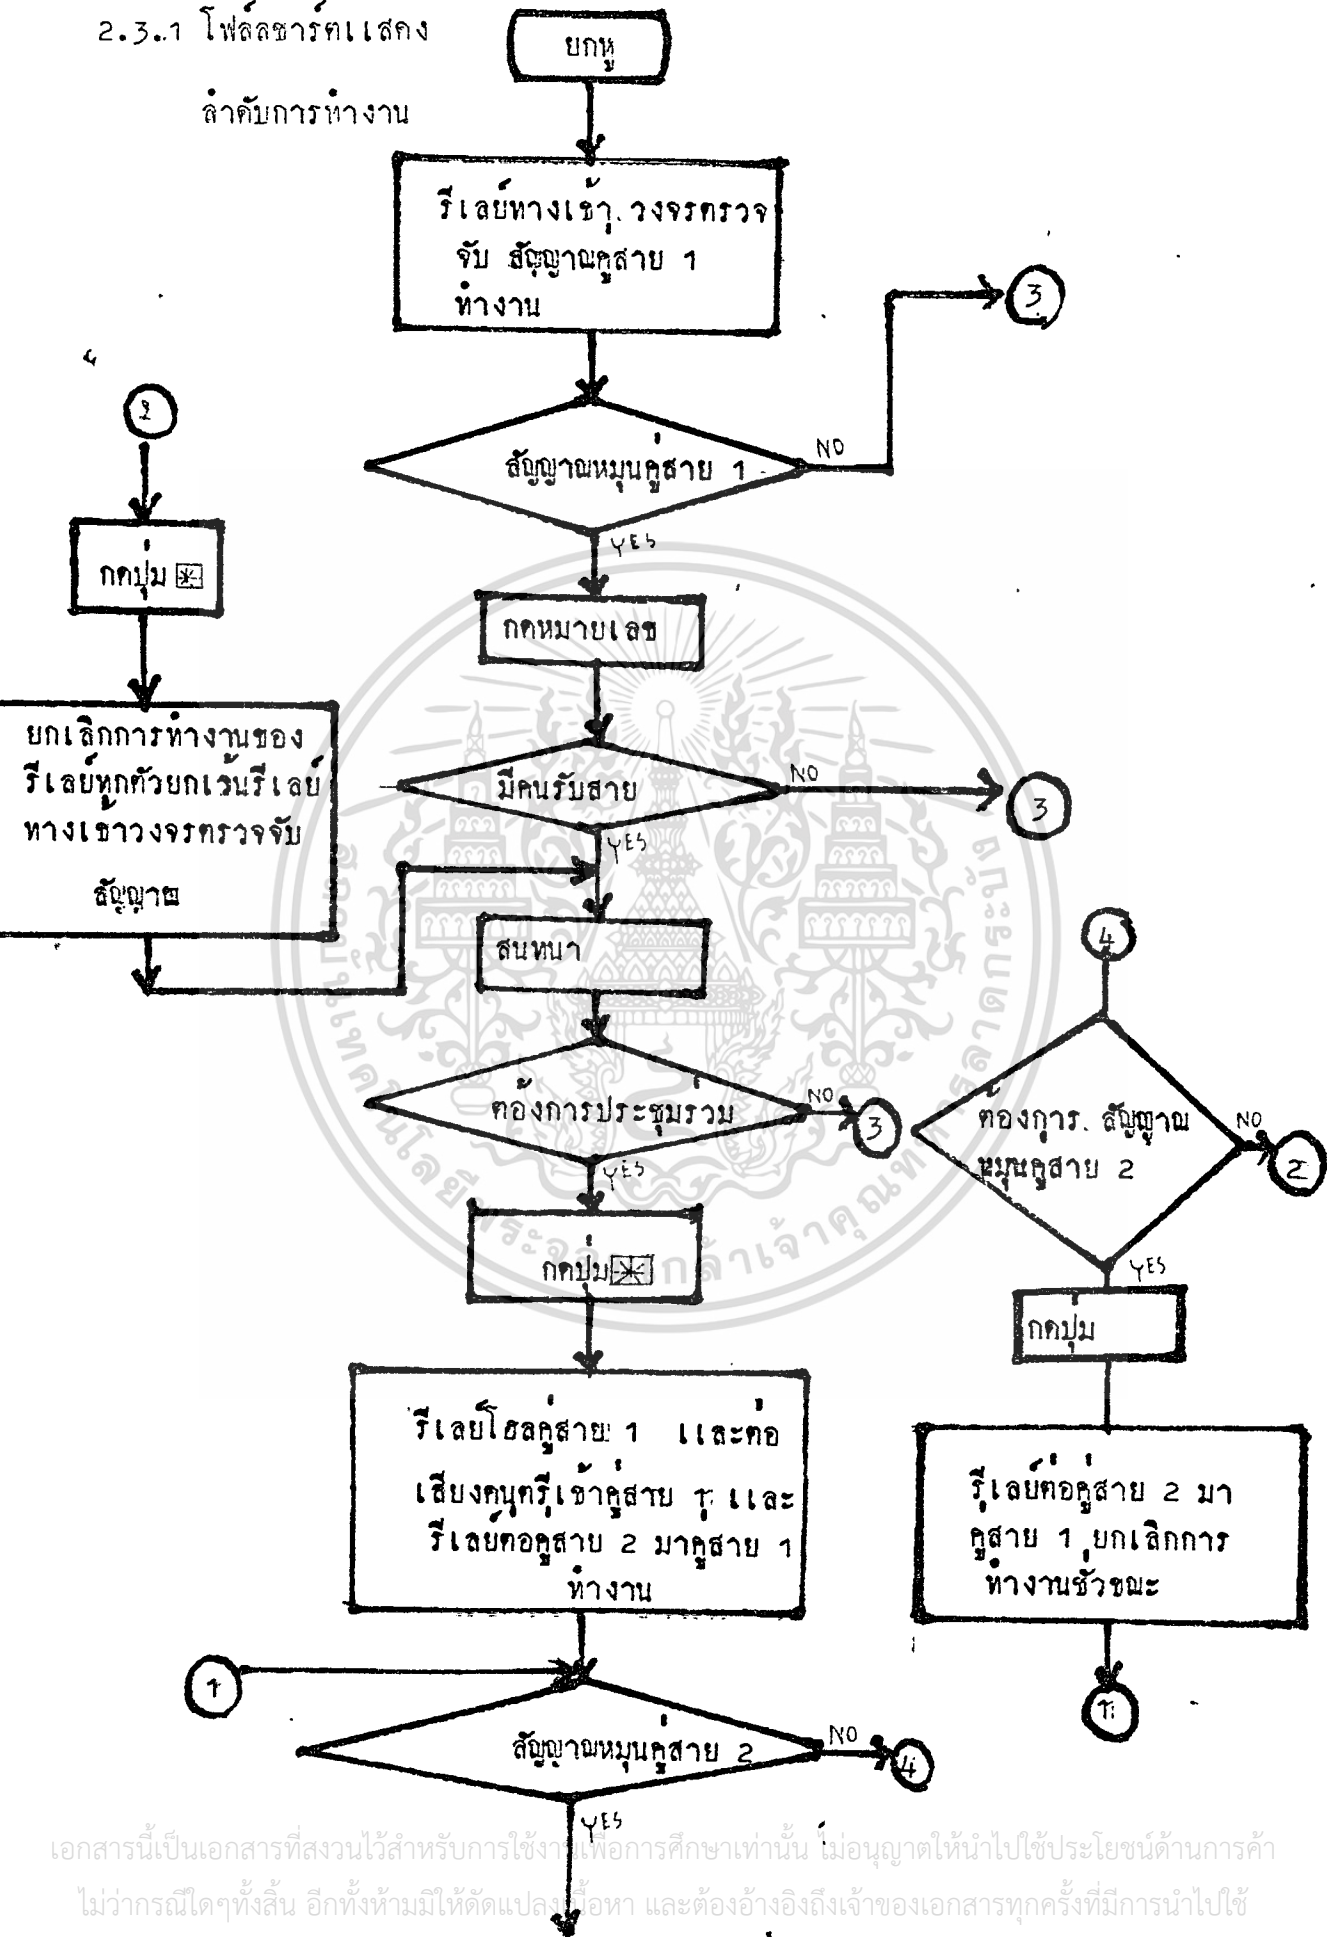 2.3.1 โฟล์ลชาร์ตแสดง
ลำดับการทำงาน
ยกหู
รีเลย์ทางเข้า วงจรตรวจ
จับ สัญญาณคู่สาย 1
ทำงาน
3
2
สัญญาณหมุนคู่สาย 1
NO
YES
กดปุ่ม ✳
กดหมายเลข
ยกเลิกการทำงานของ
รีเลย์ทุกตัวยกเว้นรีเลย์
ทางเข้าวงจรตรวจจับ
สัญญาณ
มีคนรับสาย
NO
3
YES
สนทนา
4
ต้องการประชุมร่วม
NO
3
YES
ต้องการ สัญญาณ
หมุนคู่สาย 2
NO
2
YES
กดปุ่ม ✳
กดปุ่ม
รีเลย์โฮลคู่สาย 1 และต่อ
เสียงดนตรีเข้าคู่สาย 1 และ
รีเลย์ต่อคู่สาย 2 มาคู่สาย 1
ทำงาน
รีเลย์ต่อคู่สาย 2 มา
คู่สาย 1 ยกเลิกการ
ทำงานชั่วขณะ
1
1
สัญญาณหมุนคู่สาย 2
NO
4
YES
เอกสารนี้เป็นเอกสารที่สงวนไว้สำหรับการใช้งานเพื่อการศึกษาเท่านั้น ไม่อนุญาตให้นำไปใช้ประโยชน์ด้านการค้า
ไม่ว่ากรณีใดๆทั้งสิ้น อีกทั้งห้ามมิให้ดัดแปลงเนื้อหา และต้องอ้างอิงถึงเจ้าของเอกสารทุกครั้งที่มีการนำไปใช้